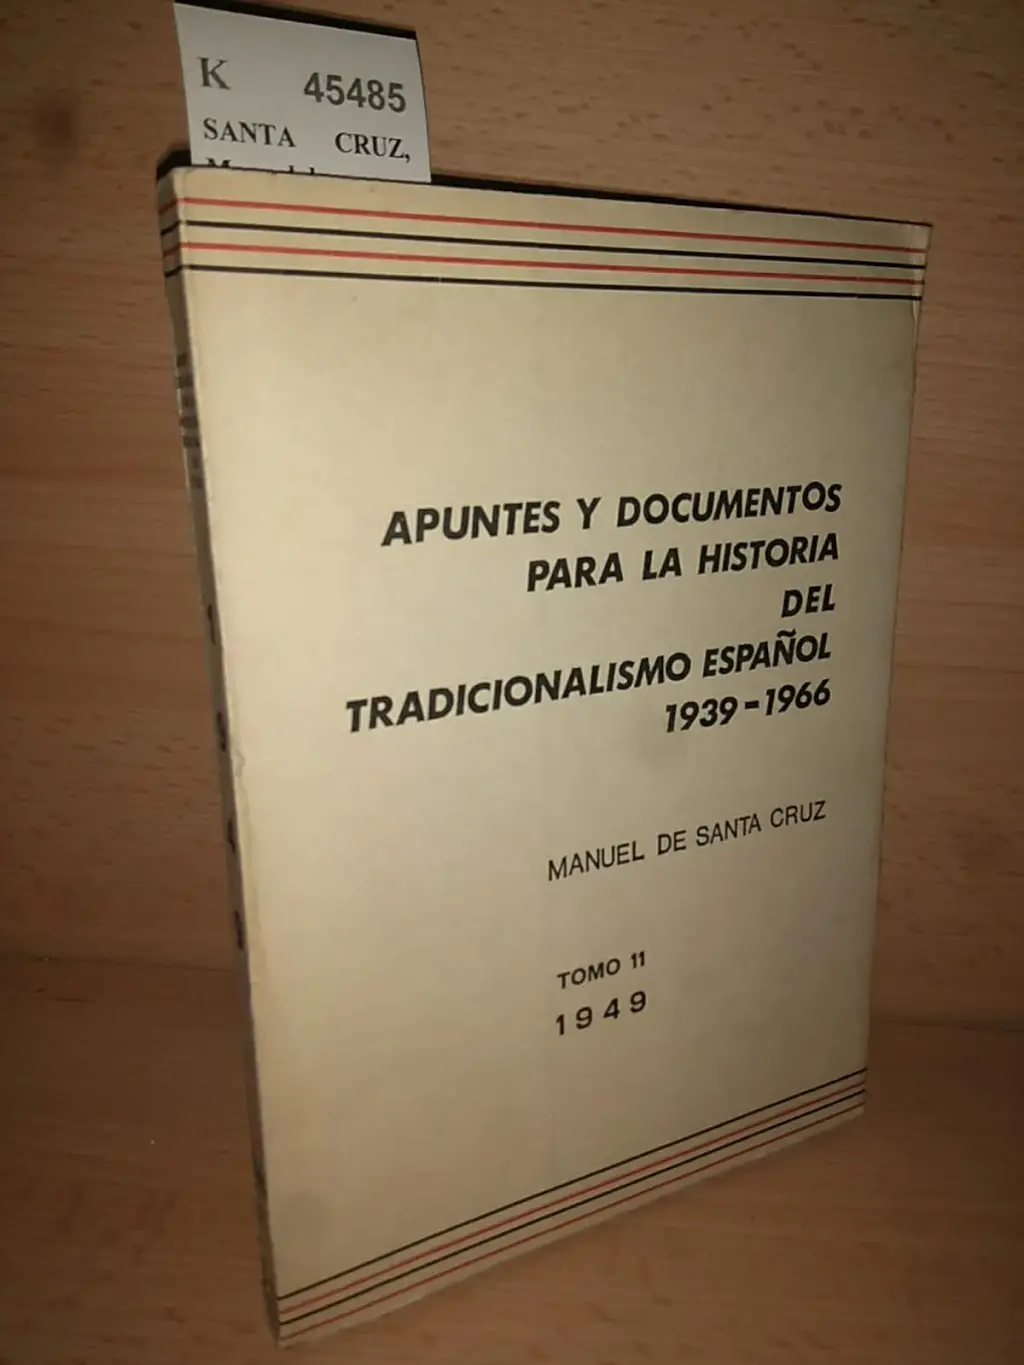 K 45485
SANTA CRUZ,
APUNTES Y DOCUMENTOS
PARA LA HISTORIA
DEL
TRADICIONALISMO ESPAÑOL
1939-1966
MANUEL DE SANTA CRUZ
TOMO 11
1949